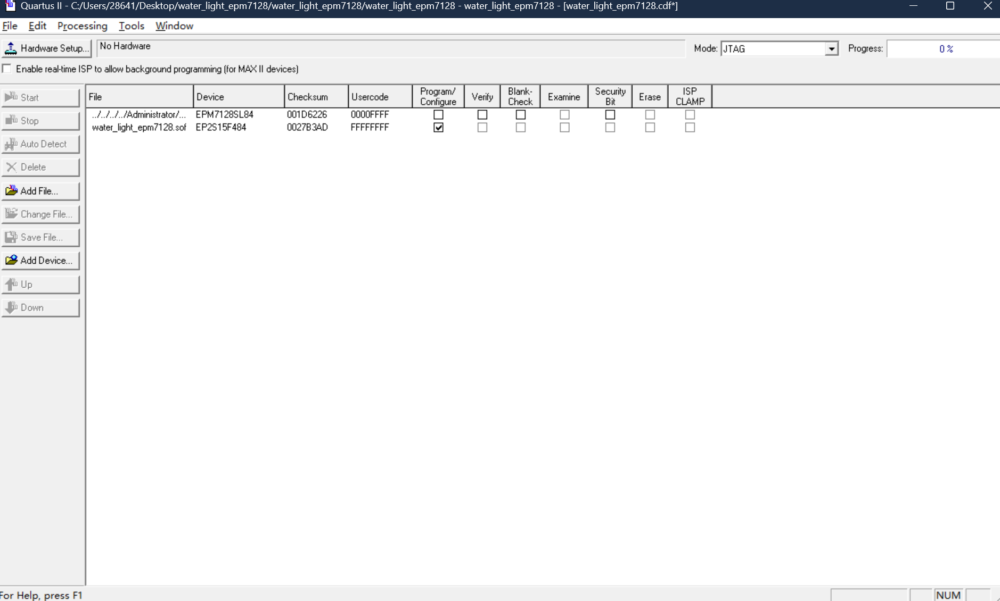 Quartus II - C:/Users/28641/Desktop/water_light_epm7128/water_light_epm7128/water_light_epm7128 - water_light_epm7128 - [water_light_epm7128.cdf*]
File Edit Processing Tools Window
Hardware Setup... No Hardware Mode: JTAG Progress: 0 %
Enable real-time ISP to allow background programming (for MAX II devices)
File Device Checksum Usercode Program/ Configure Verify Blank- Check Examine Security Bit Erase ISP CLAMP
../../../../Administrator/... EPM7128SL84 001D6226 0000FFFF
water_light_epm7128.sof EP2S15F484 0027B3AD FFFFFFFF
Start
Stop
Auto Detect
Delete
Add File...
Change File...
Save File...
Add Device...
Up
Down
For Help, press F1 NUM